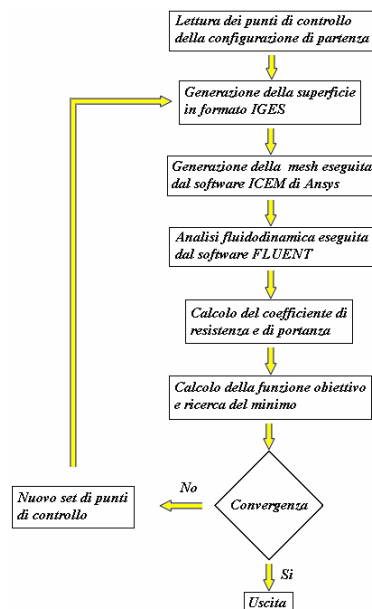 Lettura dei punti di controllo
della configurazione di partenza
Generazione della superficie
in formato IGES
Generazione della mesh eseguita
dal software ICEM di Ansys
Analisi fluidodinamica eseguita
dal software FLUENT
Calcolo del coefficiente di
resistenza e di portanza
Calcolo della funzione obiettivo
e ricerca del minimo
Convergenza
No
Nuovo set di punti
di controllo
Si
Uscita